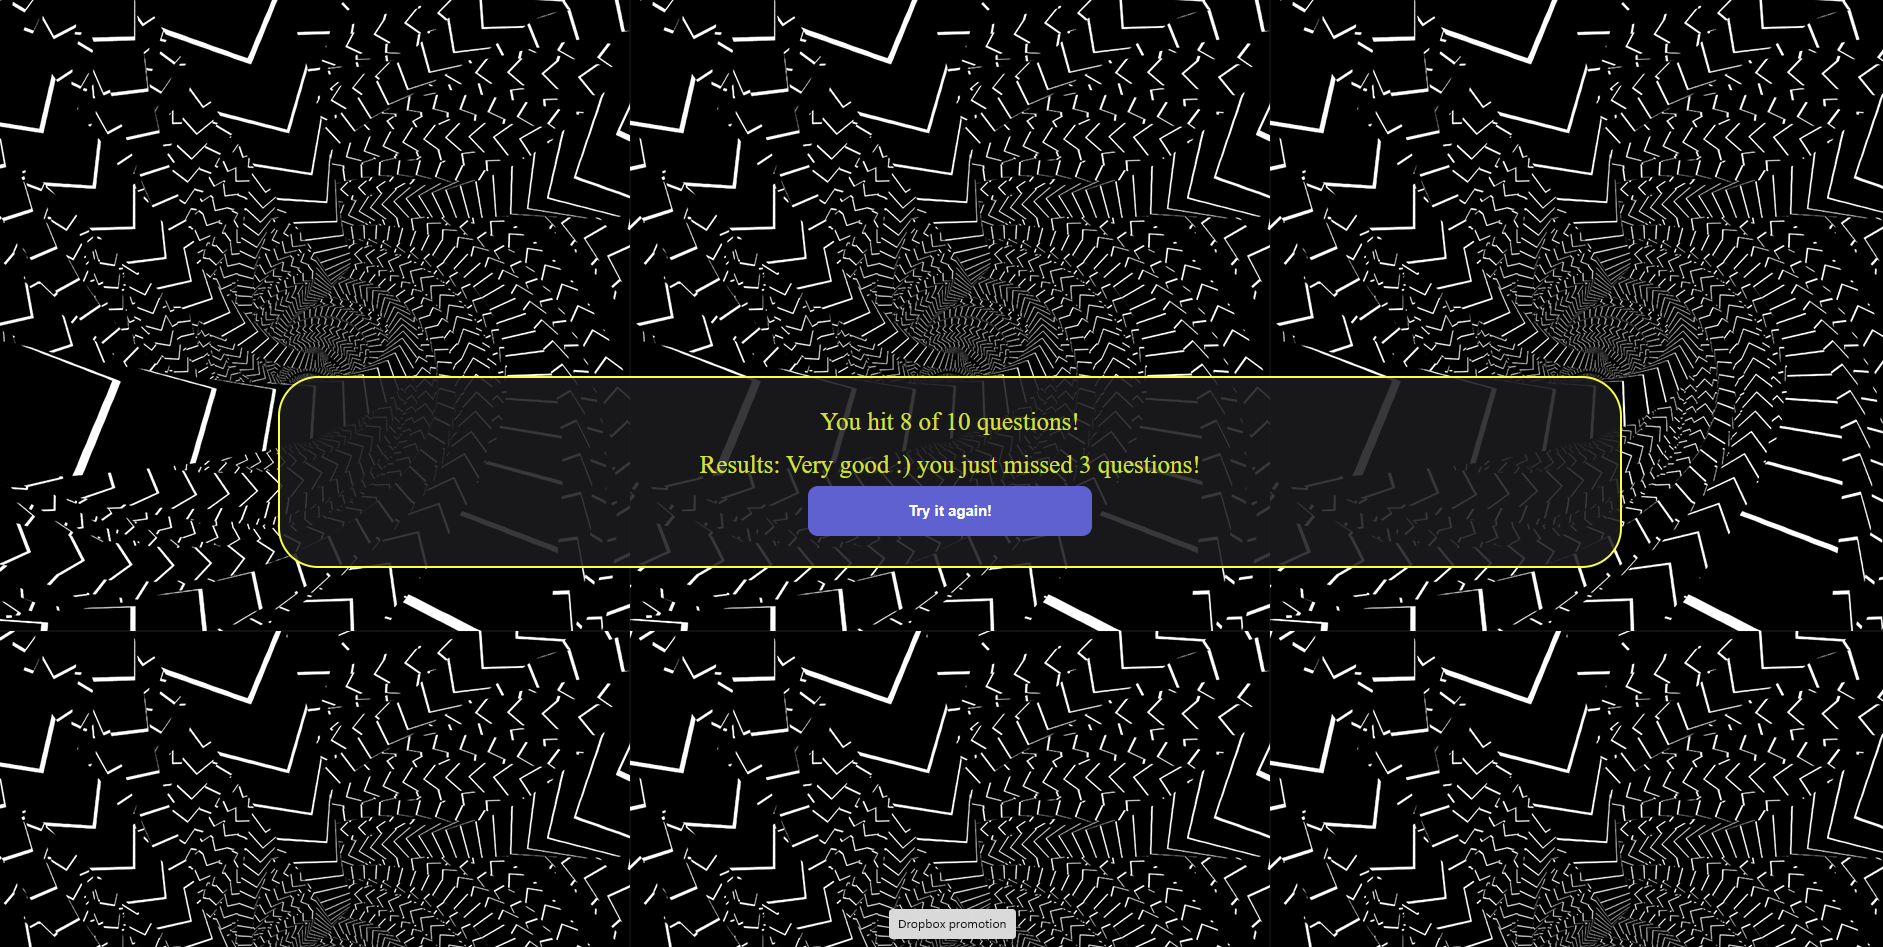 You hit 8 of 10 questions!
Results: Very good :) you just missed 3 questions!
Try it again!
Dropbox promotion